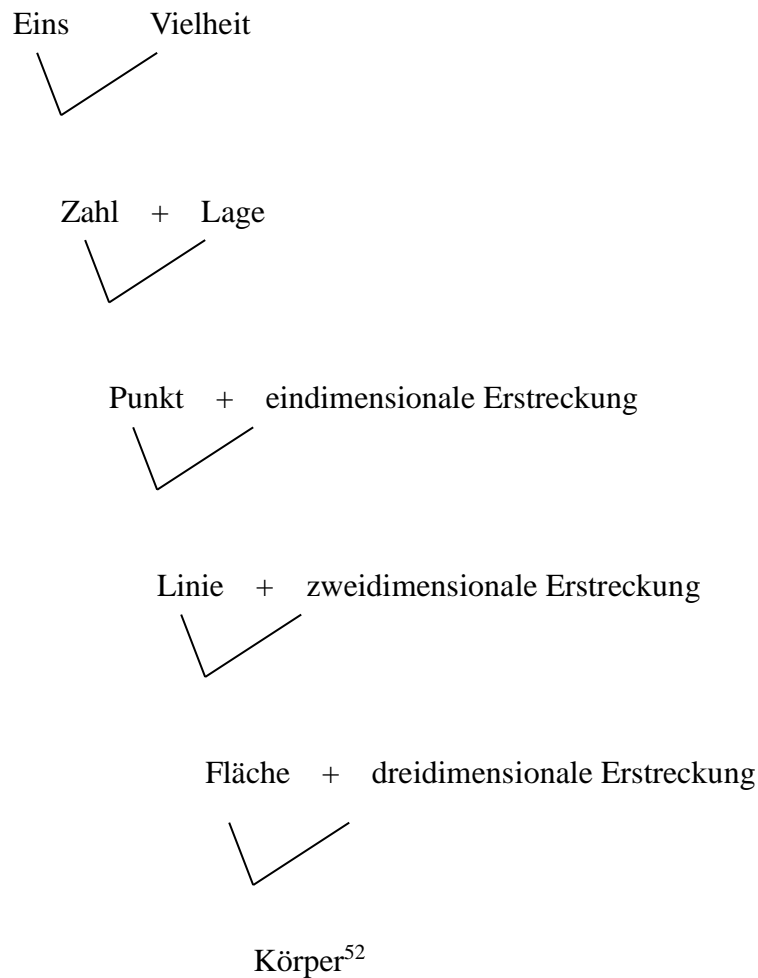 Eins Vielheit
Zahl + Lage
Punkt + eindimensionale Erstreckung
Linie + zweidimensionale Erstreckung
Fläche + dreidimensionale Erstreckung
Körper⁵²